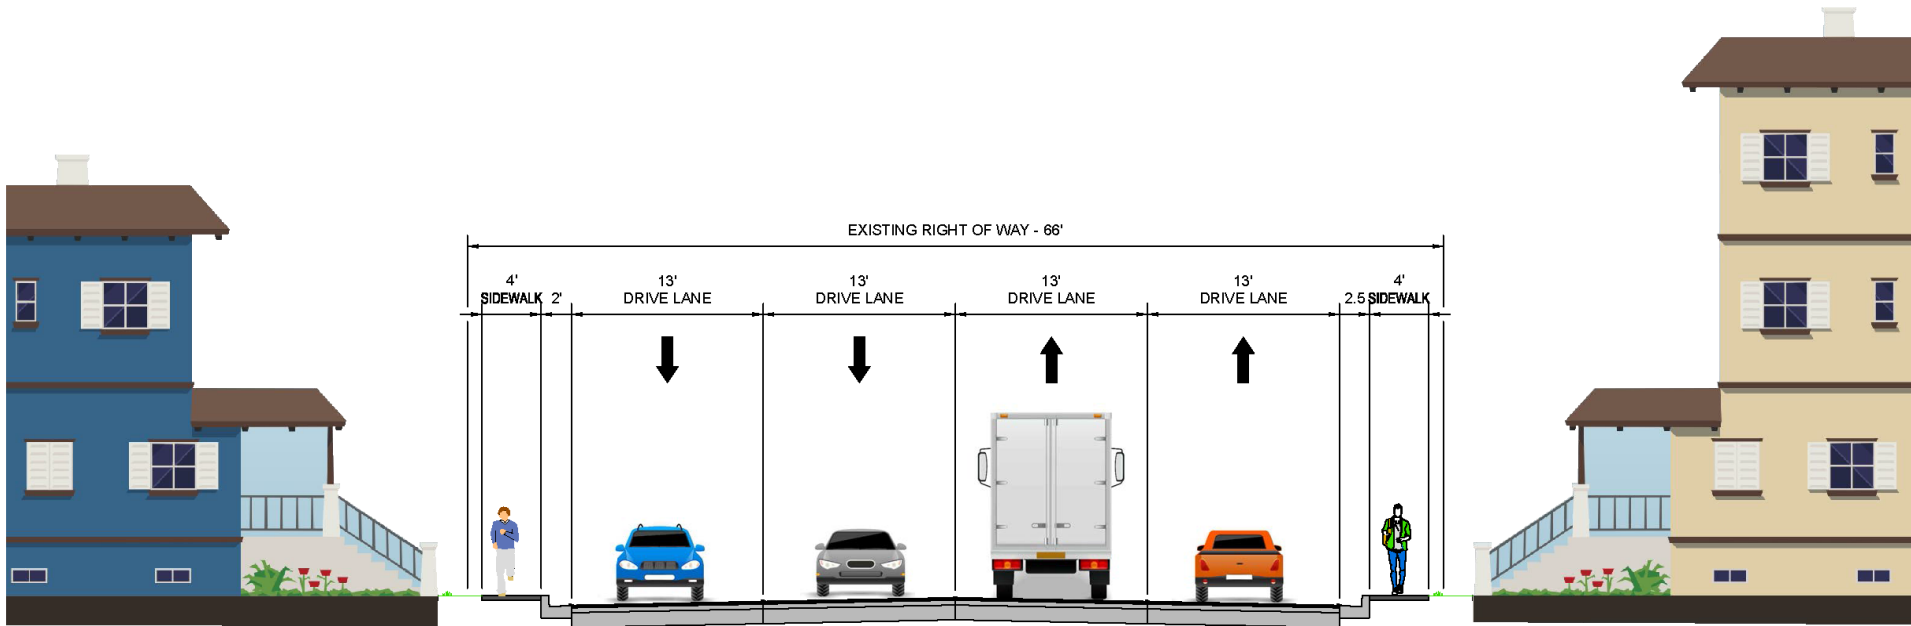 EXISTING RIGHT OF WAY - 66'
4'
SIDEWALK
2'
13'
DRIVE LANE
13'
DRIVE LANE
13'
DRIVE LANE
13'
DRIVE LANE
2.5
4'
SIDEWALK